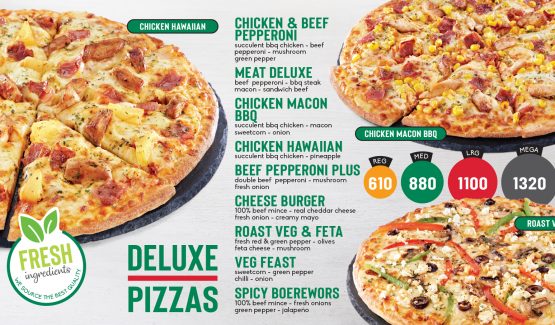 CHICKEN HAWAIIAN
FRESH
ingredients
WE SOURCE THE BEST QUALITY
DELUXE
PIZZAS
CHICKEN & BEEF
PEPPERONI
succulent bbq chicken - beef
pepperoni - mushroom
green pepper
MEAT DELUXE
beef pepperoni - bbq steak
macon - sandwich beef
CHICKEN MACON
BBQ
succulent bbq chicken - macon
sweetcorn - onion
CHICKEN HAWAIIAN
succulent bbq chicken - pineapple
BEEF PEPPERONI PLUS
double beef pepperoni - mushroom
fresh onion
CHEESE BURGER
100% beef mince - real cheddar cheese
fresh onion - creamy mayo
ROAST VEG & FETA
fresh red & green pepper - olives
feta cheese - mushroom
VEG FEAST
sweetcorn - green pepper
chilli - onion
SPICY BOEREWORS
100% beef mince - fresh onions
green pepper - jalapeño
CHICKEN MACON BBQ
REG
610
MED
880
LRG
1100
MEGA
1320
ROAST V